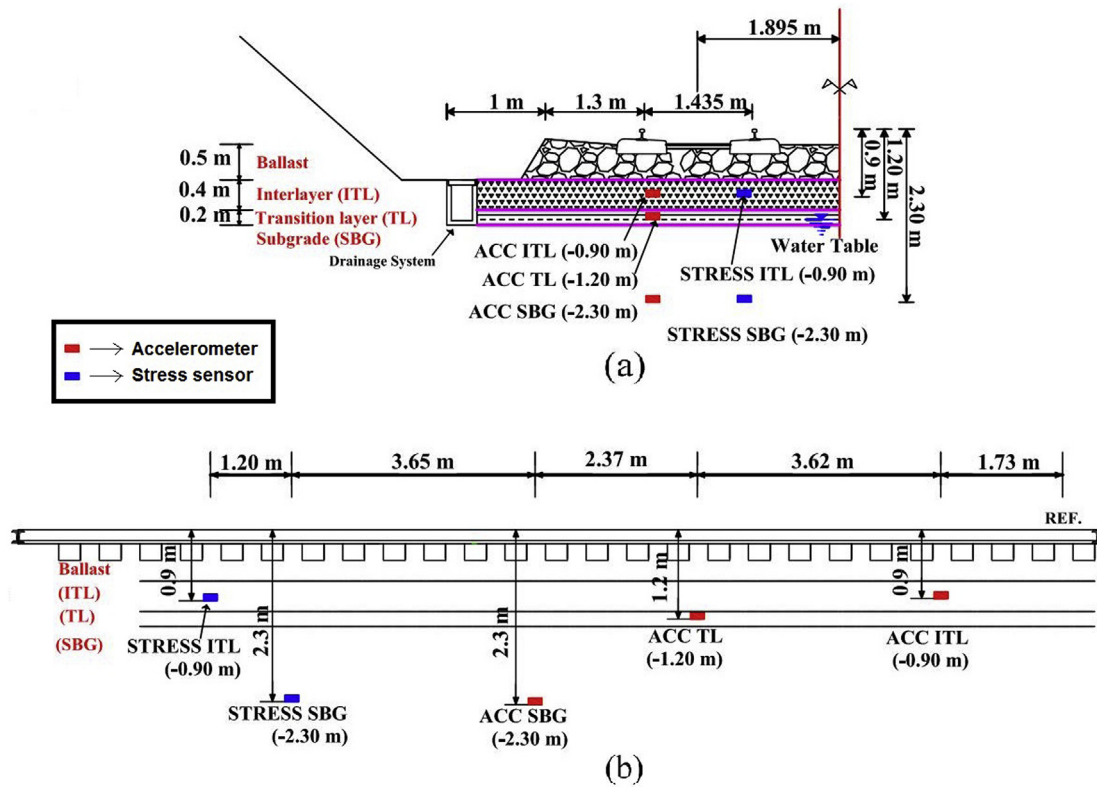 1.895 m
1 m
1.3 m
1.435 m
0.5 m
Ballast
0.4 m
Interlayer (ITL)
0.2 m
Transition layer (TL)
Subgrade (SBG)
Drainage System
0.9 m
1.20 m
2.30 m
ACC ITL (-0.90 m)
ACC TL (-1.20 m)
ACC SBG (-2.30 m)
Water Table
STRESS ITL (-0.90 m)
STRESS SBG (-2.30 m)
(a)
Accelerometer
Stress sensor
1.20 m
3.65 m
2.37 m
3.62 m
1.73 m
REF.
Ballast
(ITL)
(TL)
(SBG)
0.9 m
2.3 m
2.3 m
1.2 m
0.9 m
STRESS ITL
(-0.90 m)
STRESS SBG
(-2.30 m)
ACC SBG
(-2.30 m)
ACC TL
(-1.20 m)
ACC ITL
(-0.90 m)
(b)